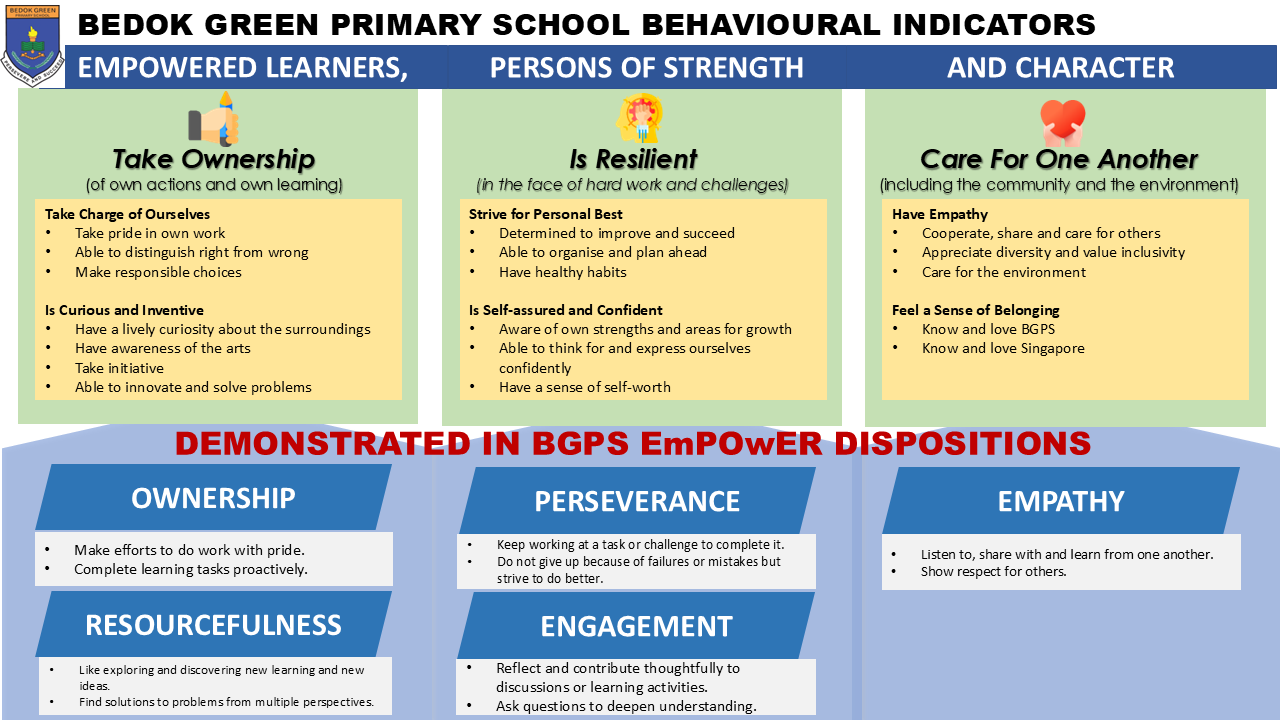 BEDOK GREEN
PRIMARY SCHOOL
PERSEVERE AND SUCCEED
BEDOK GREEN PRIMARY SCHOOL BEHAVIOURAL INDICATORS
EMPOWERED LEARNERS,
PERSONS OF STRENGTH
AND CHARACTER
Take Ownership
(of own actions and own learning)
Take Charge of Ourselves
• Take pride in own work
• Able to distinguish right from wrong
• Make responsible choices
Is Curious and Inventive
• Have a lively curiosity about the surroundings
• Have awareness of the arts
• Take initiative
• Able to innovate and solve problems
Is Resilient
(in the face of hard work and challenges)
Strive for Personal Best
• Determined to improve and succeed
• Able to organise and plan ahead
• Have healthy habits
Is Self-assured and Confident
• Aware of own strengths and areas for growth
• Able to think for and express ourselves
confidently
• Have a sense of self-worth
Care For One Another
(including the community and the environment)
Have Empathy
• Cooperate, share and care for others
• Appreciate diversity and value inclusivity
• Care for the environment
Feel a Sense of Belonging
• Know and love BGPS
• Know and love Singapore
DEMONSTRATED IN BGPS EmPOwER DISPOSITIONS
OWNERSHIP
• Make efforts to do work with pride.
• Complete learning tasks proactively.
RESOURCEFULNESS
• Like exploring and discovering new learning and new
ideas.
• Find solutions to problems from multiple perspectives.
PERSEVERANCE
• Keep working at a task or challenge to complete it.
• Do not give up because of failures or mistakes but
strive to do better.
ENGAGEMENT
• Reflect and contribute thoughtfully to
discussions or learning activities.
• Ask questions to deepen understanding.
EMPATHY
• Listen to, share with and learn from one another.
• Show respect for others.